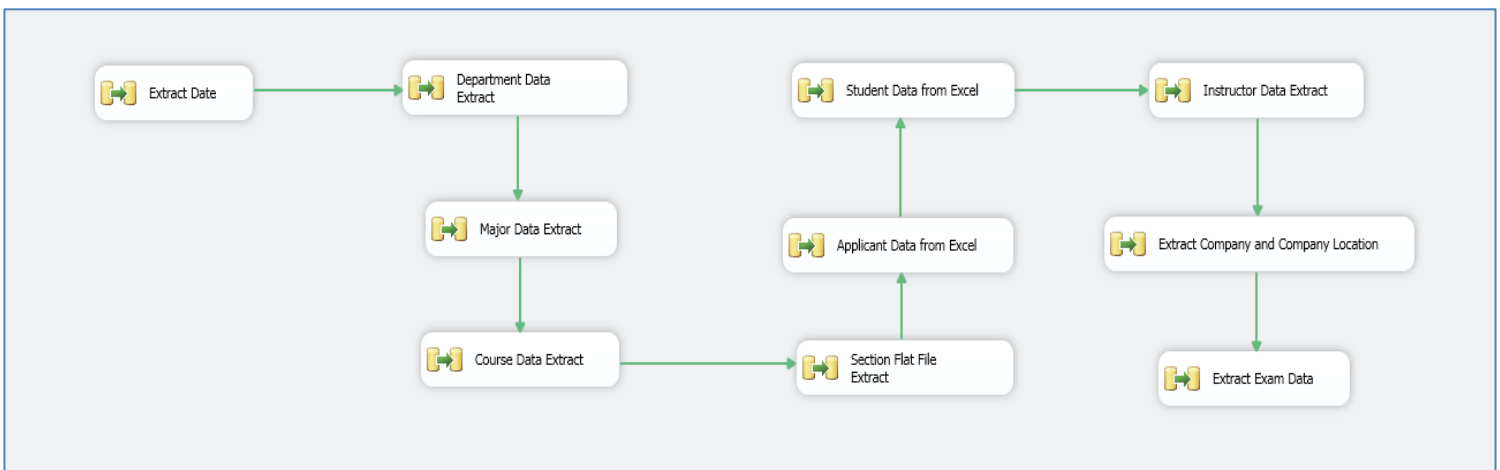 Extract Date
Department Data
Extract
Major Data Extract
Course Data Extract
Section Flat File
Extract
Applicant Data from Excel
Student Data from Excel
Instructor Data Extract
Extract Company and Company Location
Extract Exam Data